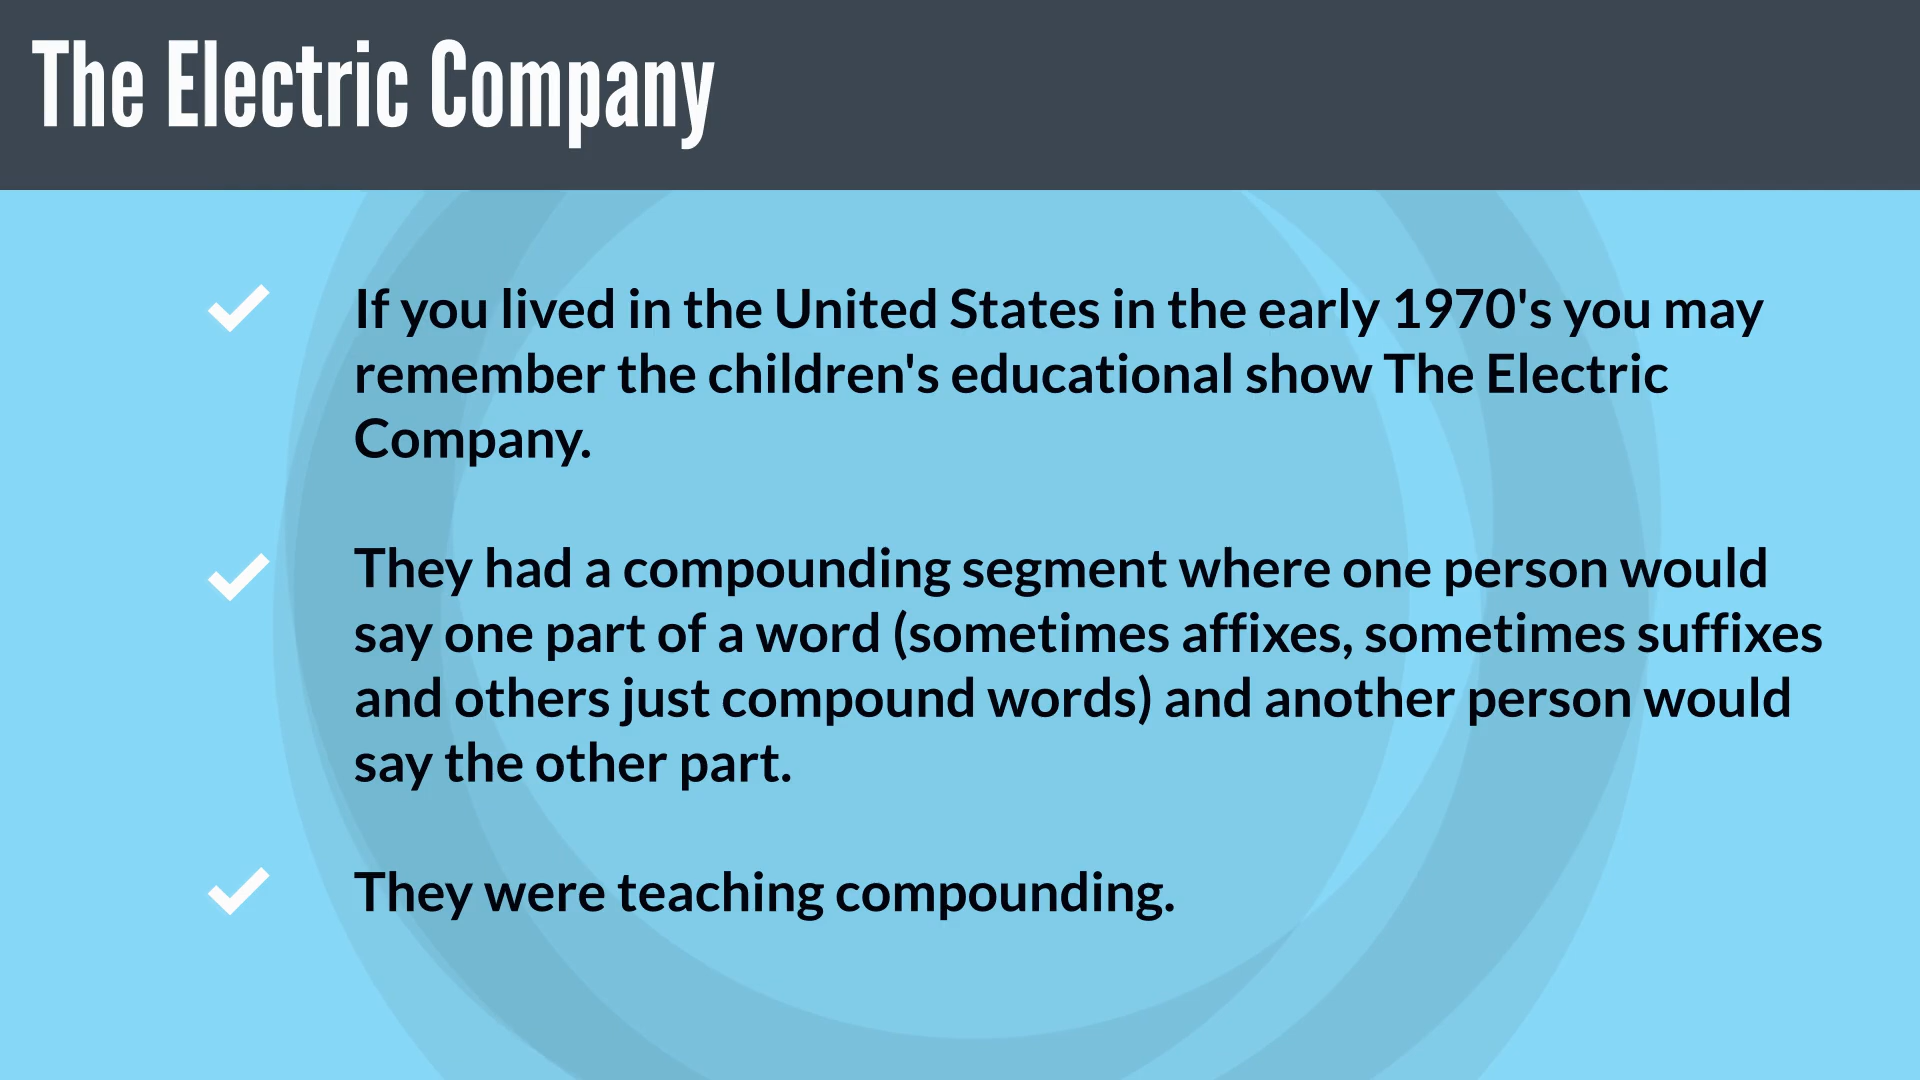 The Electric Company
If you lived in the United States in the early 1970's you may
remember the children's educational show The Electric
Company.
They had a compounding segment where one person would
say one part of a word (sometimes affixes, sometimes suffixes
and others just compound words) and another person would
say the other part.
They were teaching compounding.